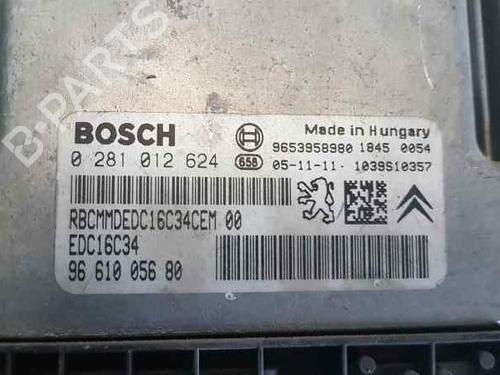 BOSCH
Made in Hungary
9653958980 1845 0054
0 281 012 624
658
05-11-11· 1039S10357
RBCMMDEDC16C34CEM 00
EDC16C34
96 610 056 80
B-PARTS